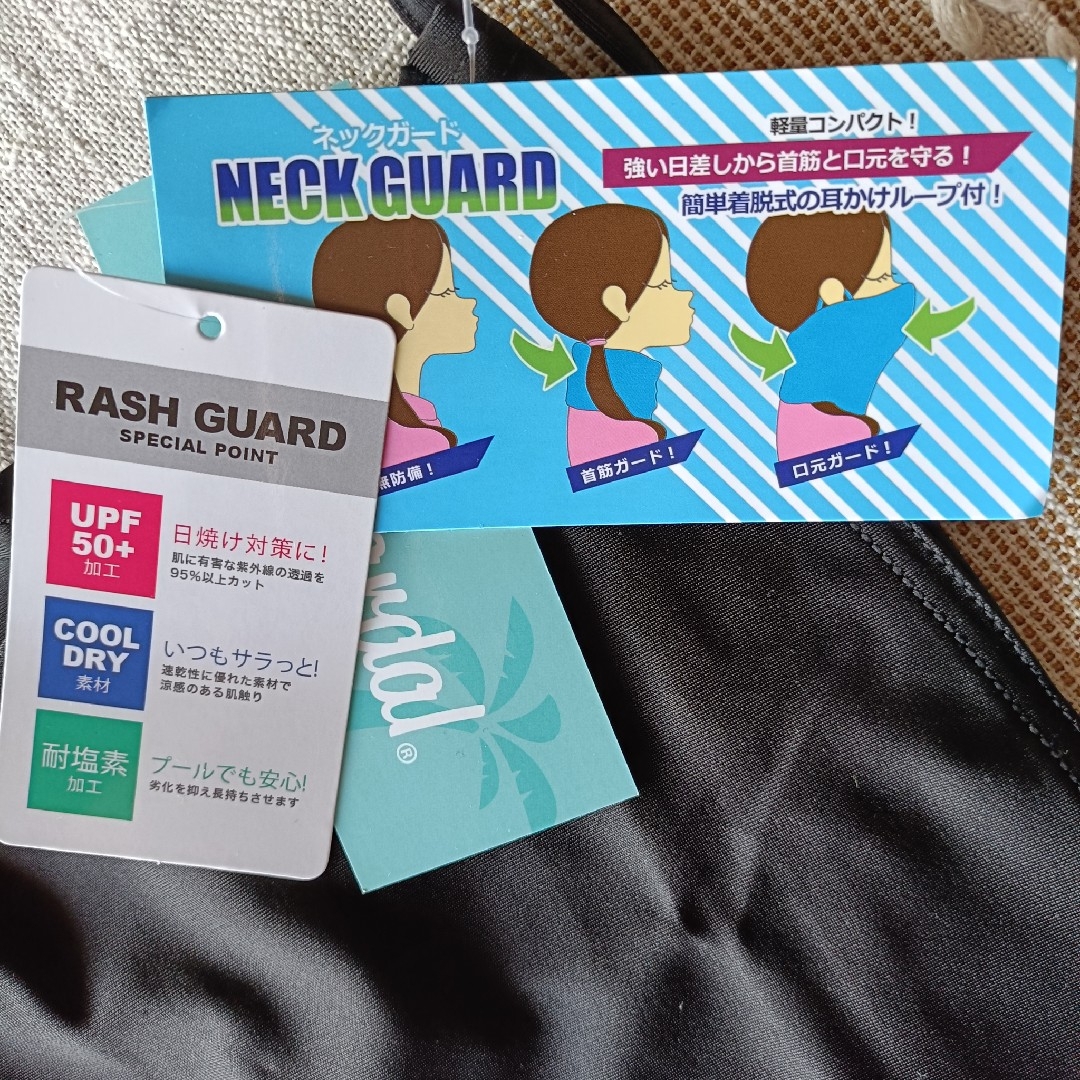 ネックガード
NECK GUARD
軽量コンパクト！
強い日差しから首筋と口元を守る！
簡単着脱式の耳かけループ付！
無防備！
首筋ガード！
口元ガード！
RASH GUARD
SPECIAL POINT
UPF
50+
加工
日焼け対策に!
肌に有害な紫外線の透過を
95%以上カット
COOL
DRY
素材
いつもサラっと!
速乾性に優れた素材で
涼感のある肌触り
耐塩素
加工
プールでも安心!
劣化を抑え長持ちさせます